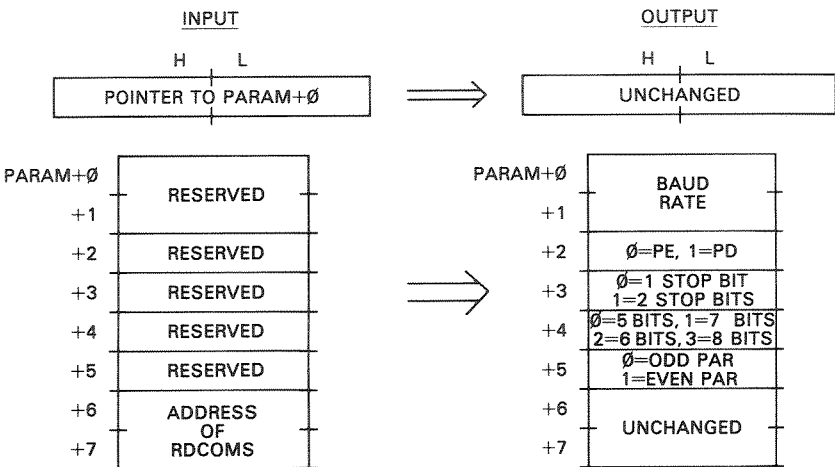 INPUT
H L
POINTER TO PARAM+Ø
PARAM+Ø
+1
+2
+3
+4
+5
+6
+7
RESERVED
RESERVED
RESERVED
RESERVED
RESERVED
ADDRESS
OF
RDCOMS
OUTPUT
H L
UNCHANGED
PARAM+Ø
+1
+2
+3
+4
+5
+6
+7
BAUD
RATE
Ø=PE, 1=PD
Ø=1 STOP BIT
1=2 STOP BITS
Ø=5 BITS, 1=7 BITS
2=6 BITS, 3=8 BITS
Ø=ODD PAR
1=EVEN PAR
UNCHANGED